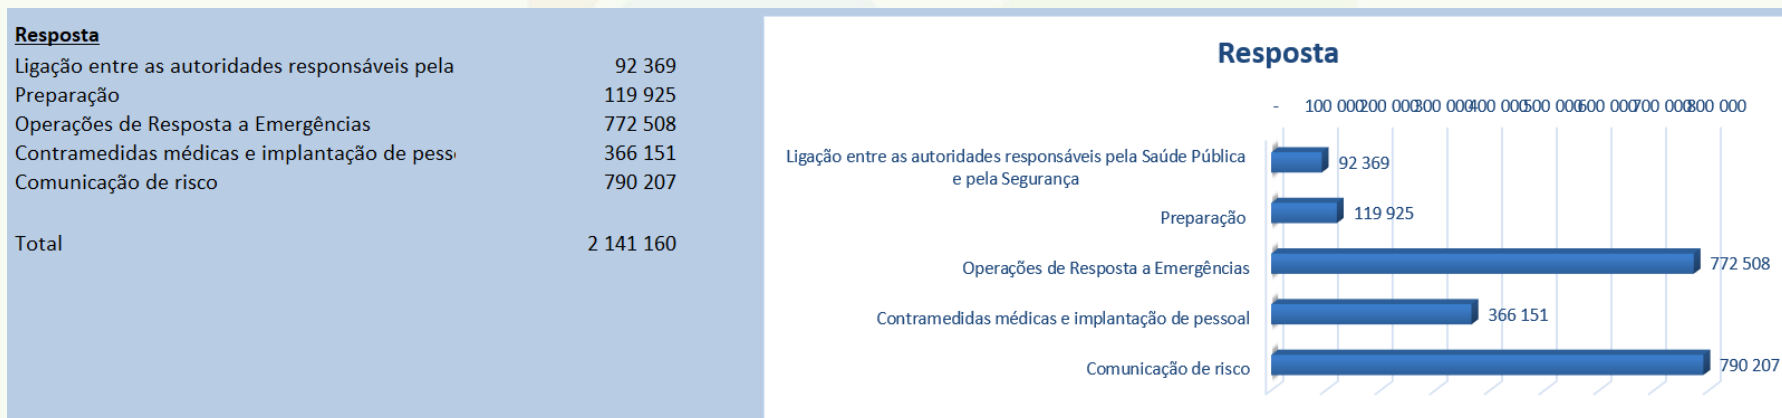 Resposta
Ligação entre as autoridades responsáveis pela 92 369
Preparação 119 925
Operações de Resposta a Emergências 772 508
Contramedidas médicas e implantação de pess 366 151
Comunicação de risco 790 207
Total 2 141 160
Resposta
- 100 000 200 000 300 000 400 000 500 000 600 000 700 000 800 000
Ligação entre as autoridades responsáveis pela Saúde Pública
e pela Segurança
92 369
Preparação 119 925
Operações de Resposta a Emergências 772 508
Contramedidas médicas e implantação de pessoal 366 151
Comunicação de risco 790 207